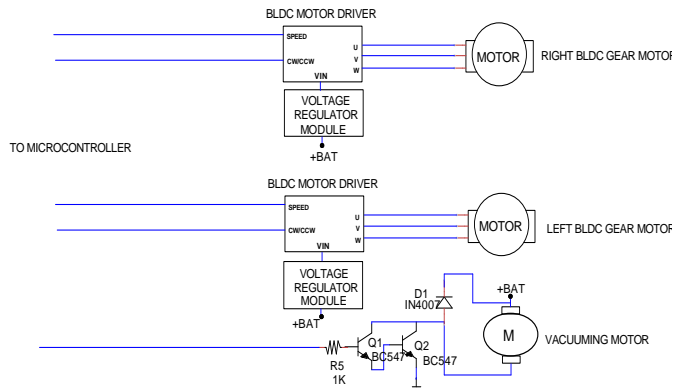 BLDC MOTOR DRIVER
SPEED
CW/CCW
U
V
W
VIN
MOTOR
RIGHT BLDC GEAR MOTOR
VOLTAGE
REGULATOR
MODULE
+BAT
TO MICROCONTROLLER
BLDC MOTOR DRIVER
SPEED
CW/CCW
U
V
W
VIN
MOTOR
LEFT BLDC GEAR MOTOR
VOLTAGE
REGULATOR
MODULE
+BAT
D1
IN4007
+BAT
M
VACUUMING MOTOR
R5
1K
Q1
BC547
Q2
BC547